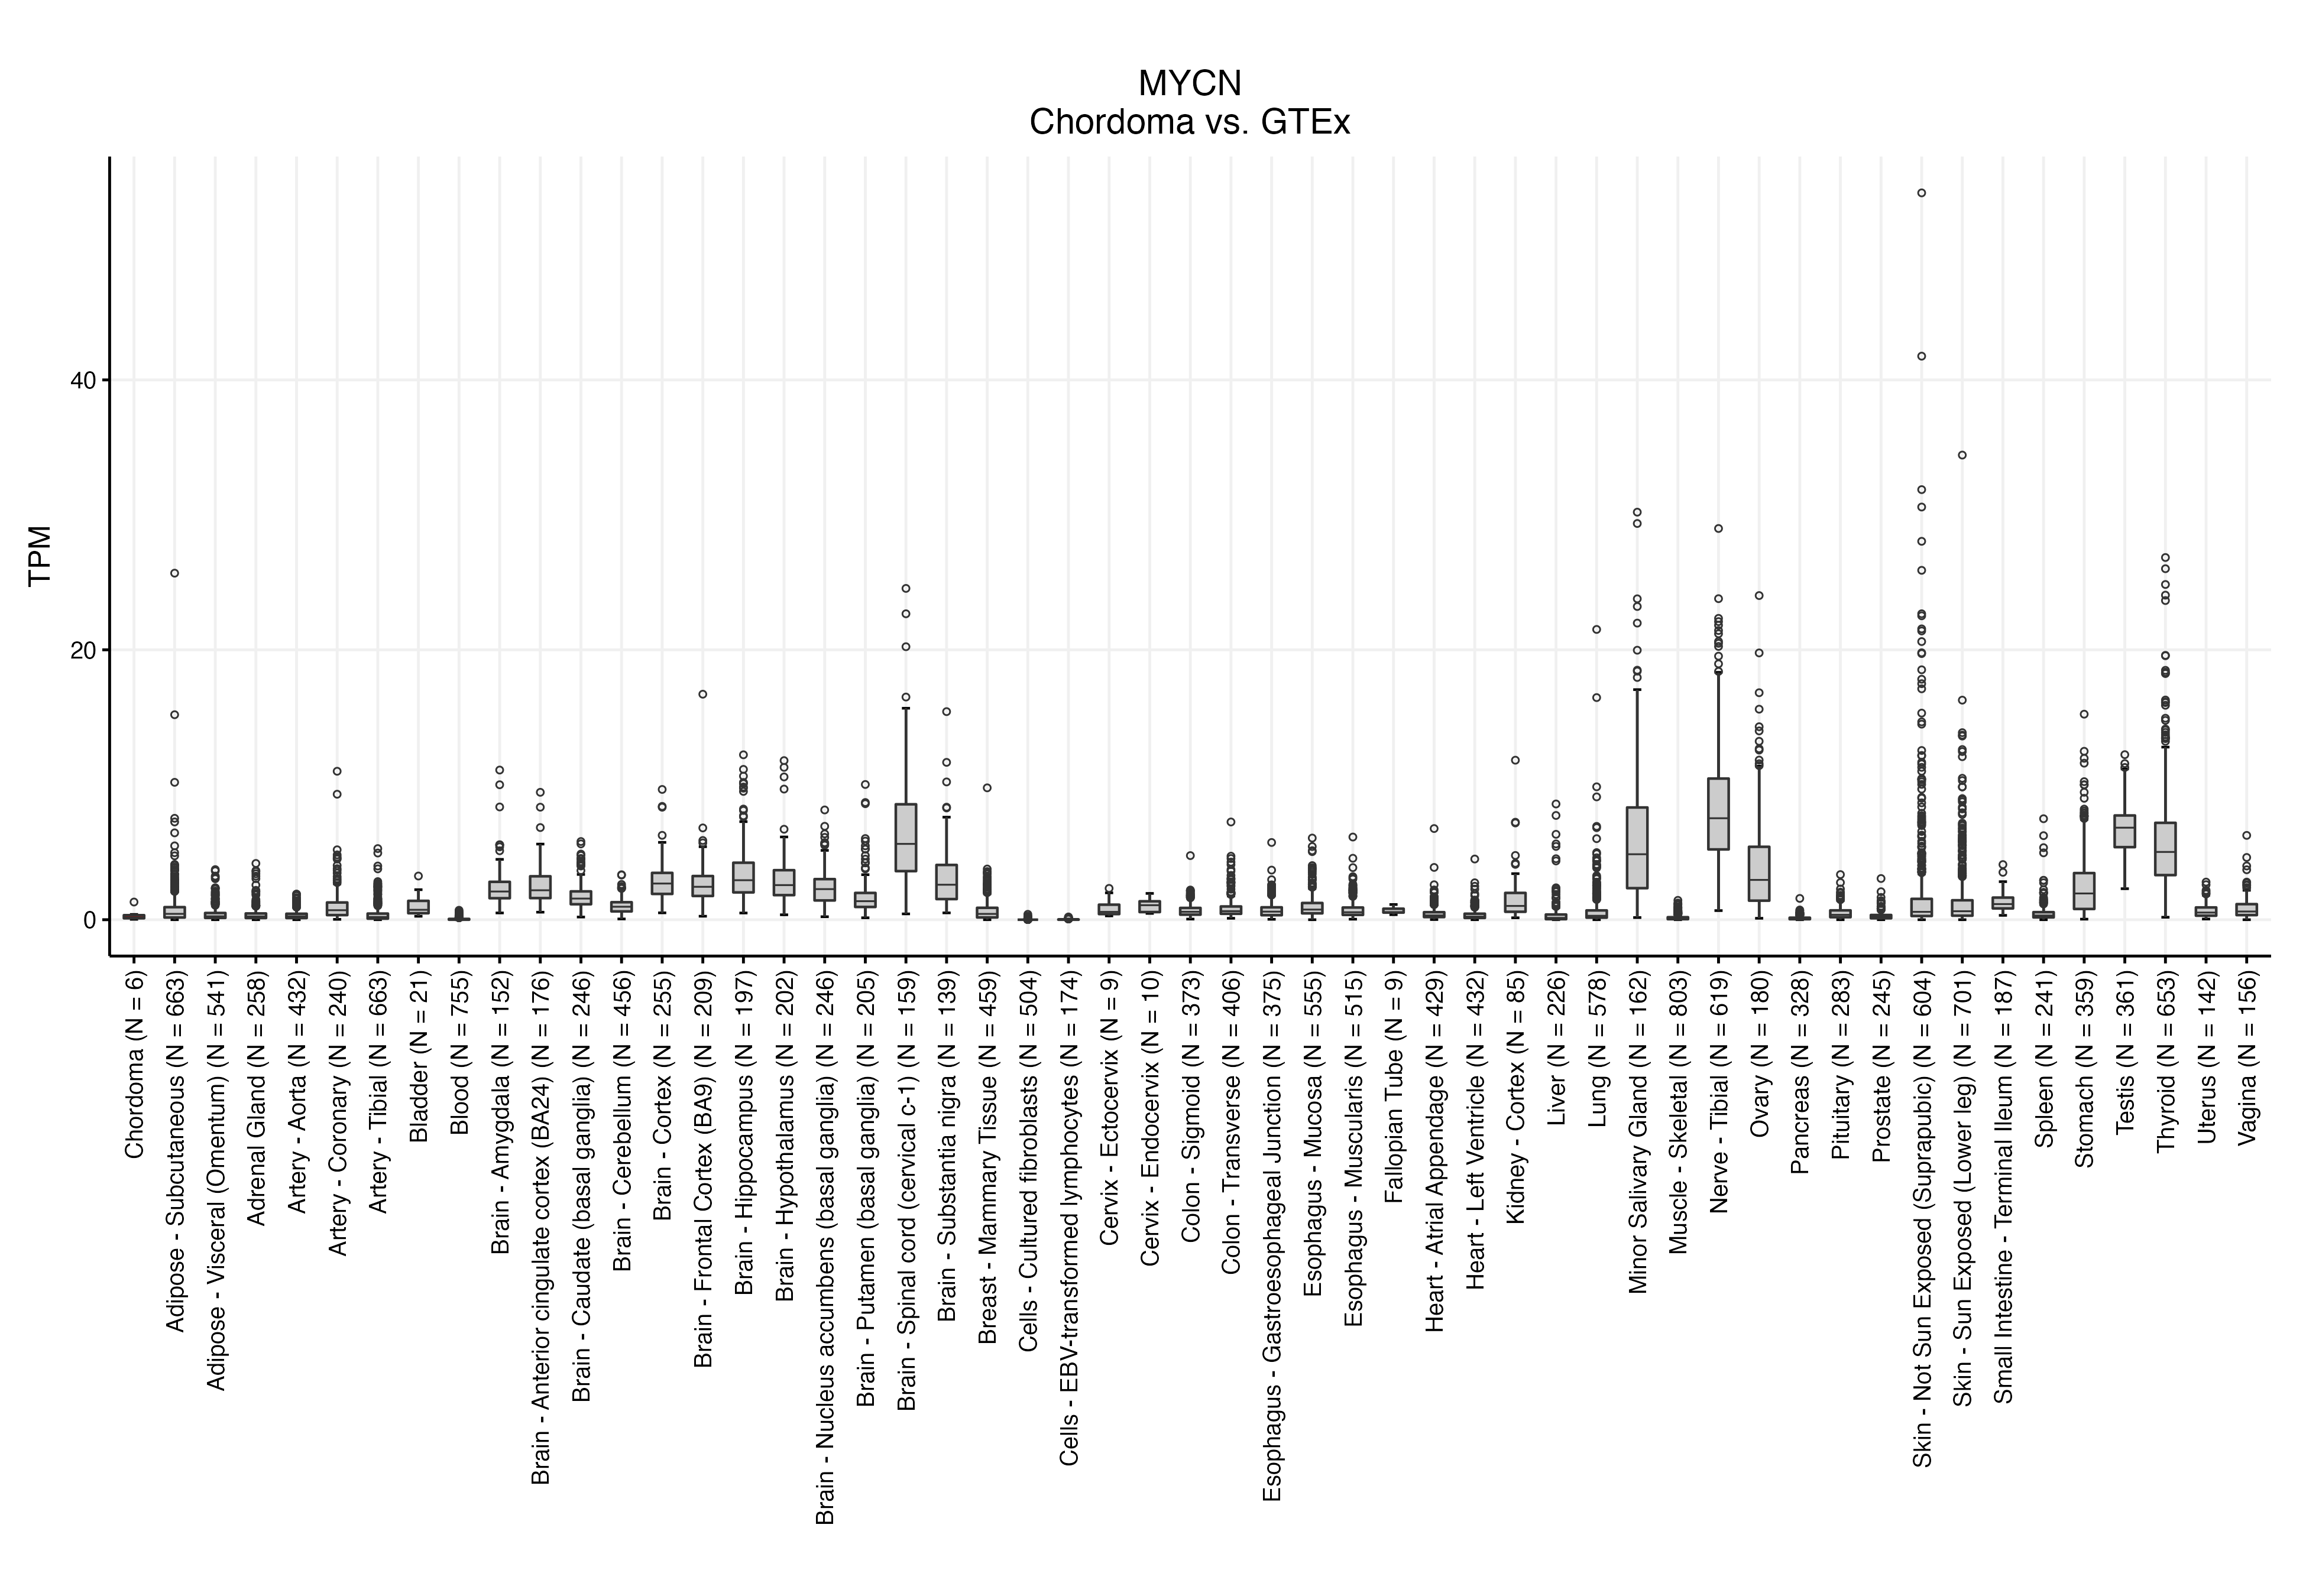 MYCN
Chordoma vs. GTEx
TPM
40
20
0
Chordoma (N = 6)
Adipose - Subcutaneous (N = 663)
Adipose - Visceral (Omentum) (N = 541)
Adrenal Gland (N = 258)
Artery - Aorta (N = 432)
Artery - Coronary (N = 240)
Artery - Tibial (N = 663)
Bladder (N = 21)
Blood (N = 755)
Brain - Amygdala (N = 152)
Brain - Anterior cingulate cortex (BA24) (N = 176)
Brain - Caudate (basal ganglia) (N = 246)
Brain - Cerebellum (N = 456)
Brain - Cortex (N = 255)
Brain - Frontal Cortex (BA9) (N = 209)
Brain - Hippocampus (N = 197)
Brain - Hypothalamus (N = 202)
Brain - Nucleus accumbens (basal ganglia) (N = 246)
Brain - Putamen (basal ganglia) (N = 205)
Brain - Spinal cord (cervical c-1) (N = 159)
Brain - Substantia nigra (N = 139)
Breast - Mammary Tissue (N = 459)
Cells - Cultured fibroblasts (N = 504)
Cells - EBV-transformed lymphocytes (N = 174)
Cervix - Ectocervix (N = 9)
Cervix - Endocervix (N = 10)
Colon - Sigmoid (N = 373)
Colon - Transverse (N = 406)
Esophagus - Gastroesophageal Junction (N = 375)
Esophagus - Mucosa (N = 555)
Esophagus - Muscularis (N = 515)
Fallopian Tube (N = 9)
Heart - Atrial Appendage (N = 429)
Heart - Left Ventricle (N = 432)
Kidney - Cortex (N = 85)
Liver (N = 226)
Lung (N = 578)
Minor Salivary Gland (N = 162)
Muscle - Skeletal (N = 803)
Nerve - Tibial (N = 619)
Ovary (N = 180)
Pancreas (N = 328)
Pituitary (N = 283)
Prostate (N = 245)
Skin - Not Sun Exposed (Suprapubic) (N = 604)
Skin - Sun Exposed (Lower leg) (N = 701)
Small Intestine - Terminal Ileum (N = 187)
Spleen (N = 241)
Stomach (N = 359)
Testis (N = 361)
Thyroid (N = 653)
Uterus (N = 142)
Vagina (N = 156)